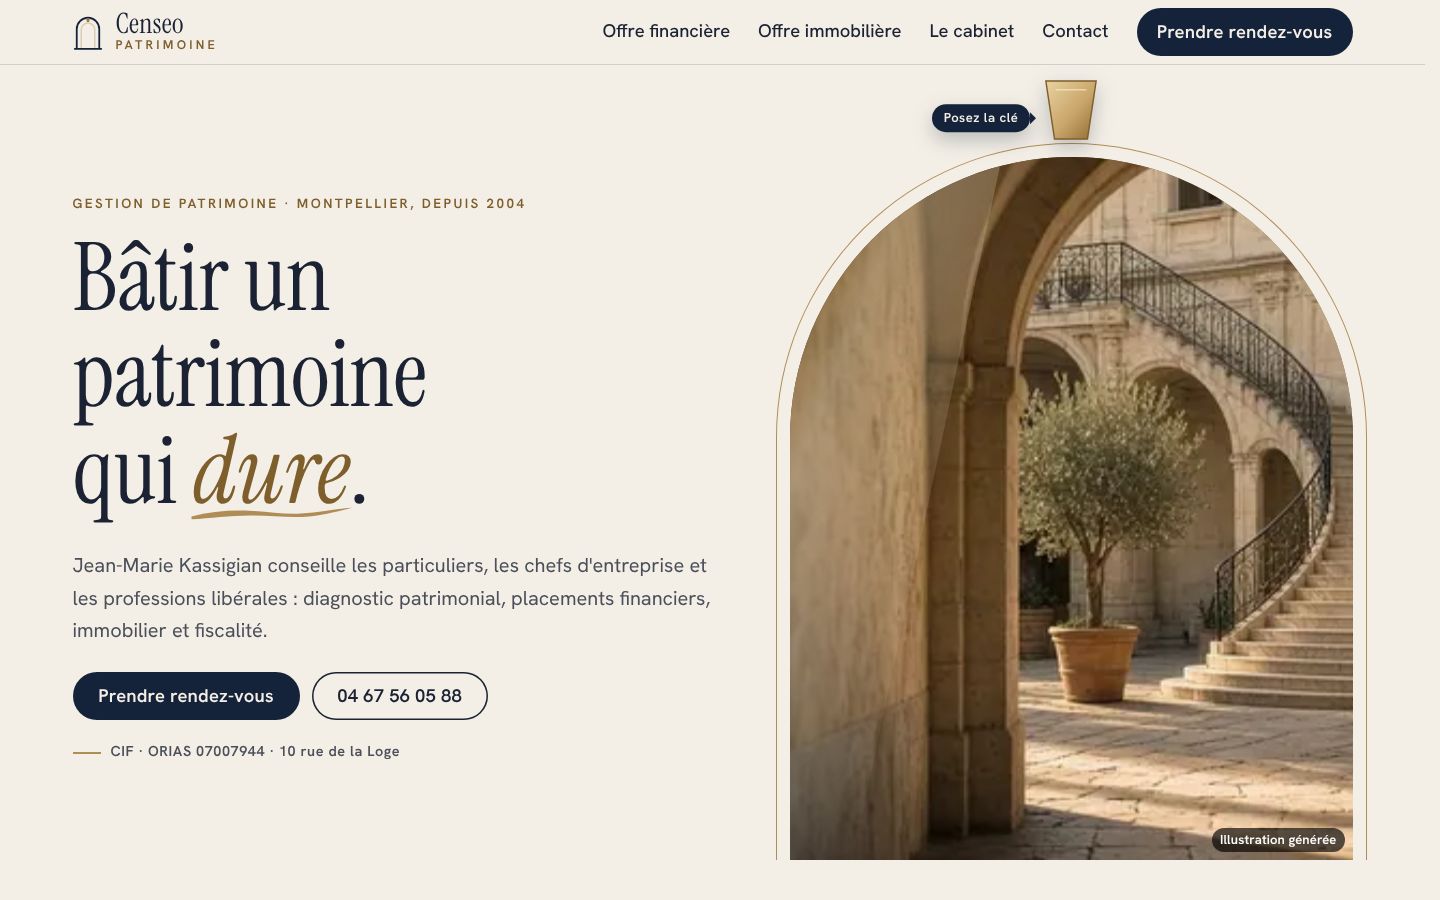 Censeo
PATRIMOINE
Offre financière
Offre immobilière
Le cabinet
Contact
Prendre rendez-vous
Posez la clé
GESTION DE PATRIMOINE · MONTPELLIER, DEPUIS 2004
Bâtir un
patrimoine
qui dure.
Jean-Marie Kassigian conseille les particuliers, les chefs d'entreprise et
les professions libérales : diagnostic patrimonial, placements financiers,
immobilier et fiscalité.
Prendre rendez-vous
04 67 56 05 88
CIF · ORIAS 07007944 · 10 rue de la Loge
Illustration générée